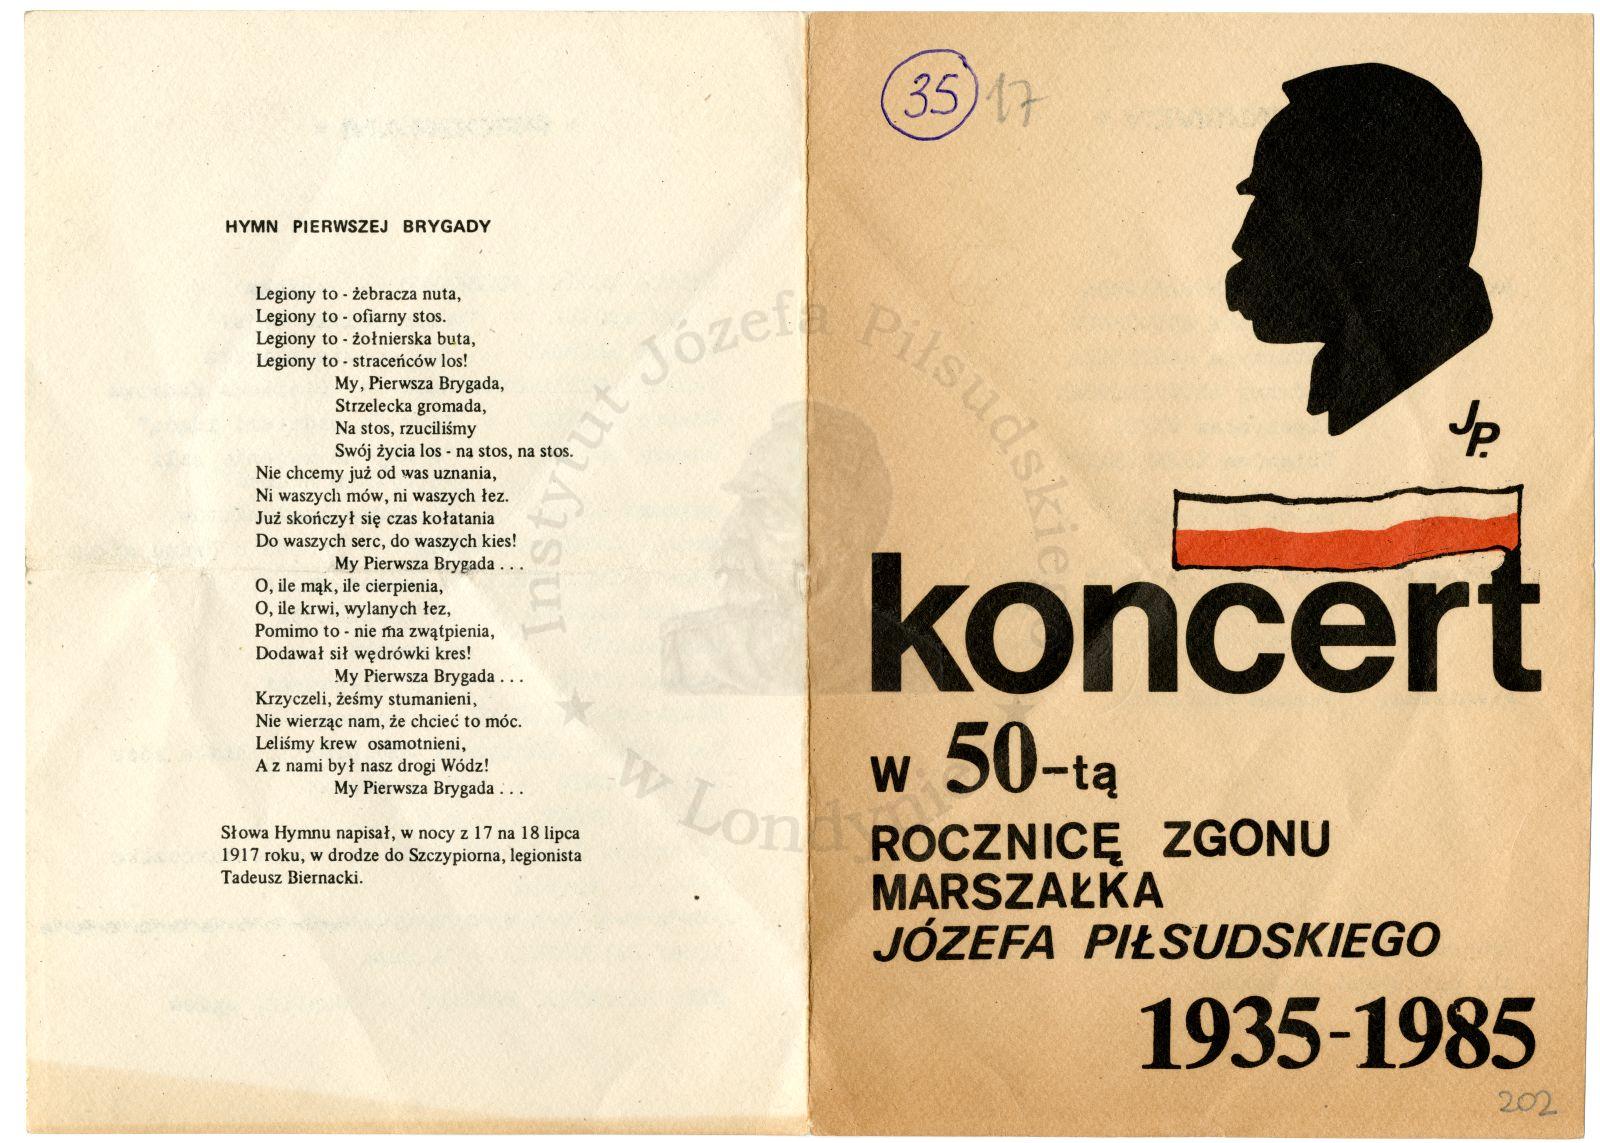 HYMN PIERWSZEJ BRYGADY
Legiony to - żebracza nuta,
Legiony to - ofiarny stos.
Legiony to - żołnierska buta,
Legiony to - straceńców los!
My, Pierwsza Brygada,
Strzelecka gromada,
Na stos, rzuciliśmy
Swój życia los - na stos, na stos.
Nie chcemy już od was uznania,
Ni waszych mów, ni waszych łez.
Już skończył się czas kołatania
Do waszych serc, do waszych kies!
My Pierwsza Brygada . . .
O, ile mąk, ile cierpienia,
O, ile krwi, wylanych łez,
Pomimo to - nie ma zwątpienia,
Dodawał sił wędrówki kres!
My Pierwsza Brygada . . .
Krzyczeli, żeśmy stumanieni,
Nie wierząc nam, że chcieć to móc.
Leliśmy krew osamotnieni,
A z nami był nasz drogi Wódz!
My Pierwsza Brygada . . .
Słowa Hymnu napisał, w nocy z 17 na 18 lipca
1917 roku, w drodze do Szczypiorna, legionista
Tadeusz Biernacki.
35 17
JP.
koncert
w 50-tą
ROCZNICĘ ZGONU
MARSZAŁKA
JÓZEFA PIŁSUDSKIEGO
1935-1985
202
Instytut Józefa Piłsudskiego
w Londynie